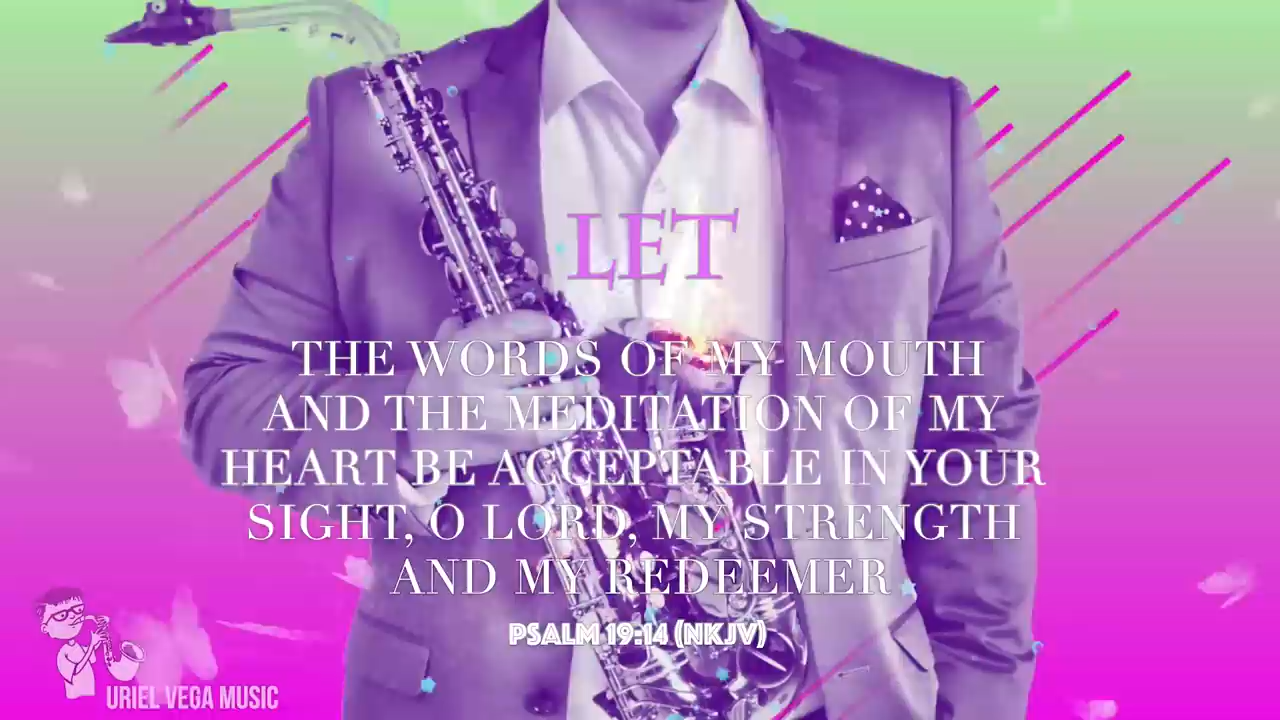 LET
THE WORDS OF MY MOUTH
AND THE MEDITATION OF MY
HEART BE ACCEPTABLE IN YOUR
SIGHT, O LORD, MY STRENGTH
AND MY REDEEMER
PSALM 19:14 (NKJV)
URIEL VEGA MUSIC